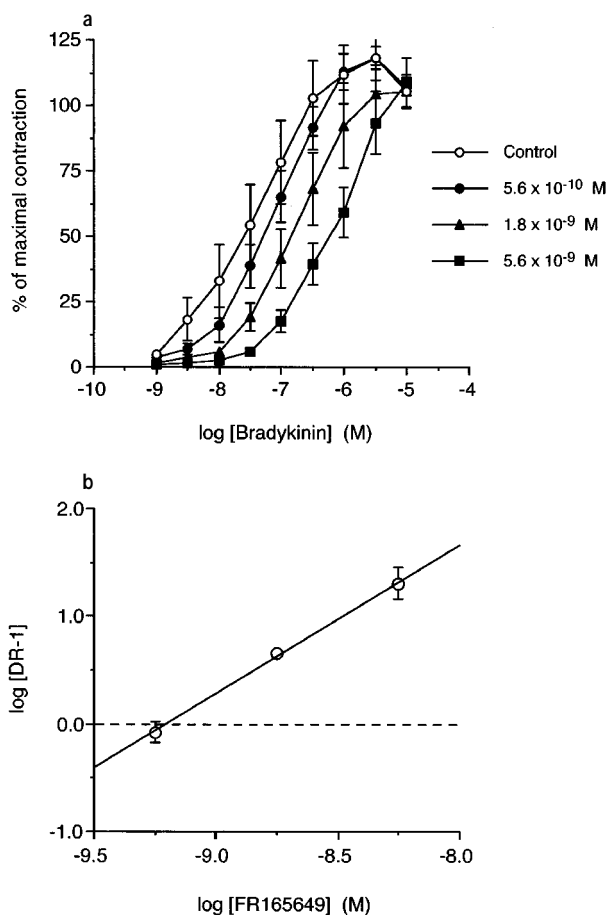 a
% of maximal contraction
125
100
75
50
25
0
-10
-9
-8
-7
-6
-5
-4
log [Bradykinin] (M)
Control
5.6 x 10⁻¹⁰ M
1.8 x 10⁻⁹ M
5.6 x 10⁻⁹ M
b
log [DR-1]
2.0
1.0
0.0
-1.0
-9.5
-9.0
-8.5
-8.0
log [FR165649] (M)